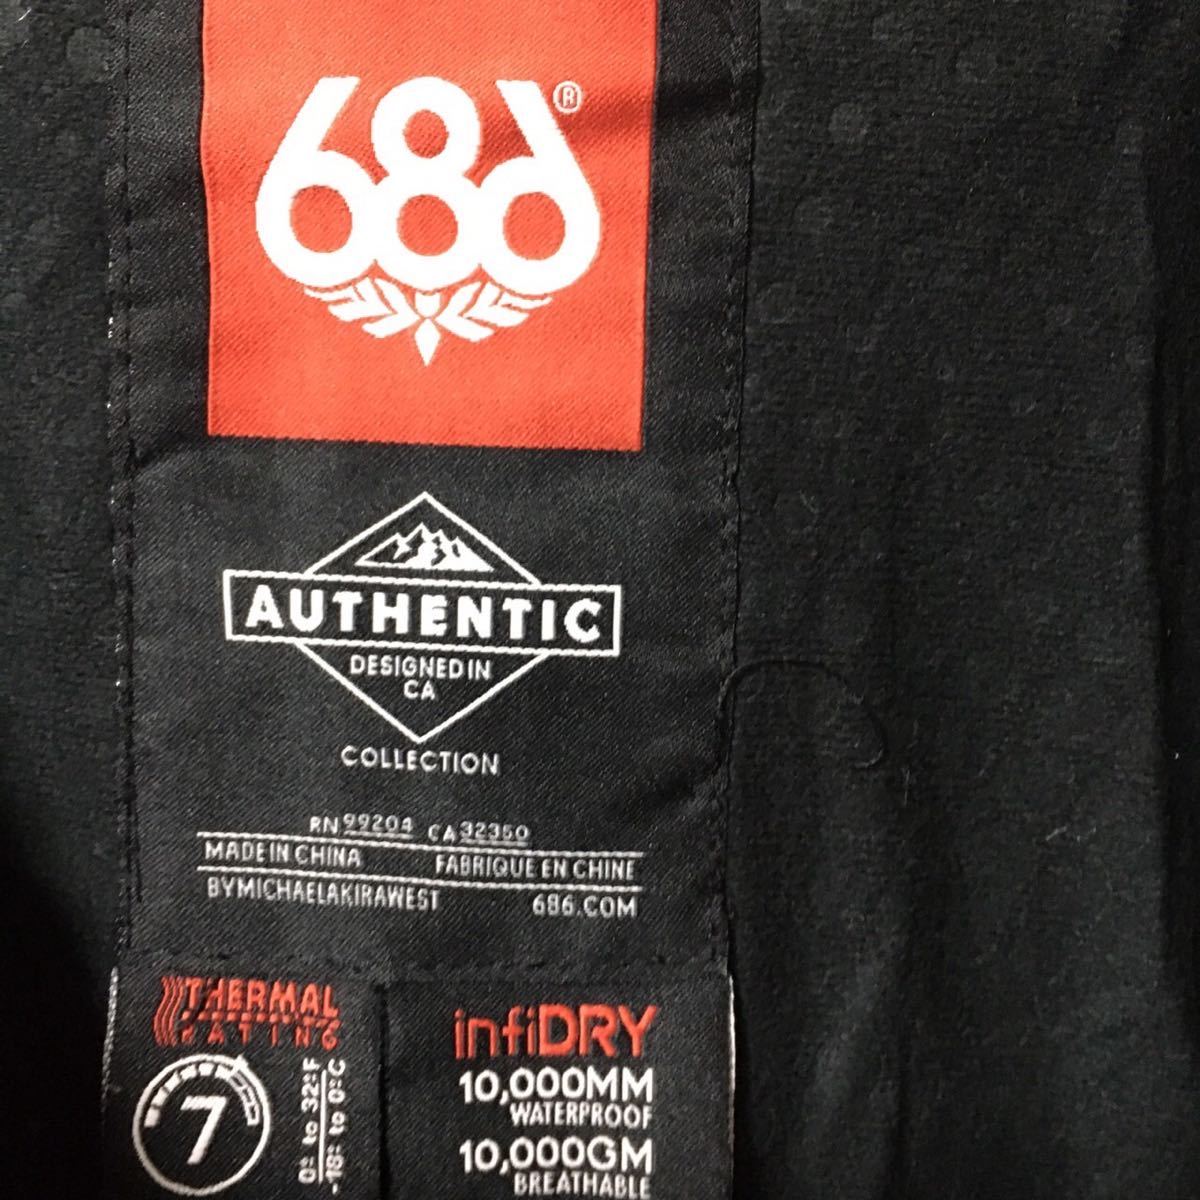 686®
AUTHENTIC
DESIGNED IN
CA
COLLECTION
RN 99204 CA 32350
MADE IN CHINA FABRIQUE EN CHINE
BYMICHAELAKIRAWEST 686.COM
THERMAL
RATING
7
0° to 32°F
-18° to 0°C
infiDRY
10,000MM
WATERPROOF
10,000GM
BREATHABLE